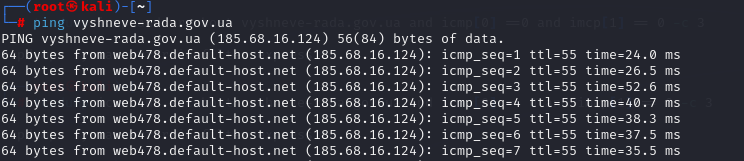 ┌──(root㉿kali)-[~]
└─# ping vyshneve-rada.gov.ua
PING vyshneve-rada.gov.ua (185.68.16.124) 56(84) bytes of data.
64 bytes from web478.default-host.net (185.68.16.124): icmp_seq=1 ttl=55 time=24.0 ms
64 bytes from web478.default-host.net (185.68.16.124): icmp_seq=2 ttl=55 time=26.5 ms
64 bytes from web478.default-host.net (185.68.16.124): icmp_seq=3 ttl=55 time=52.6 ms
64 bytes from web478.default-host.net (185.68.16.124): icmp_seq=4 ttl=55 time=40.7 ms
64 bytes from web478.default-host.net (185.68.16.124): icmp_seq=5 ttl=55 time=38.3 ms
64 bytes from web478.default-host.net (185.68.16.124): icmp_seq=6 ttl=55 time=37.5 ms
64 bytes from web478.default-host.net (185.68.16.124): icmp_seq=7 ttl=55 time=35.5 ms